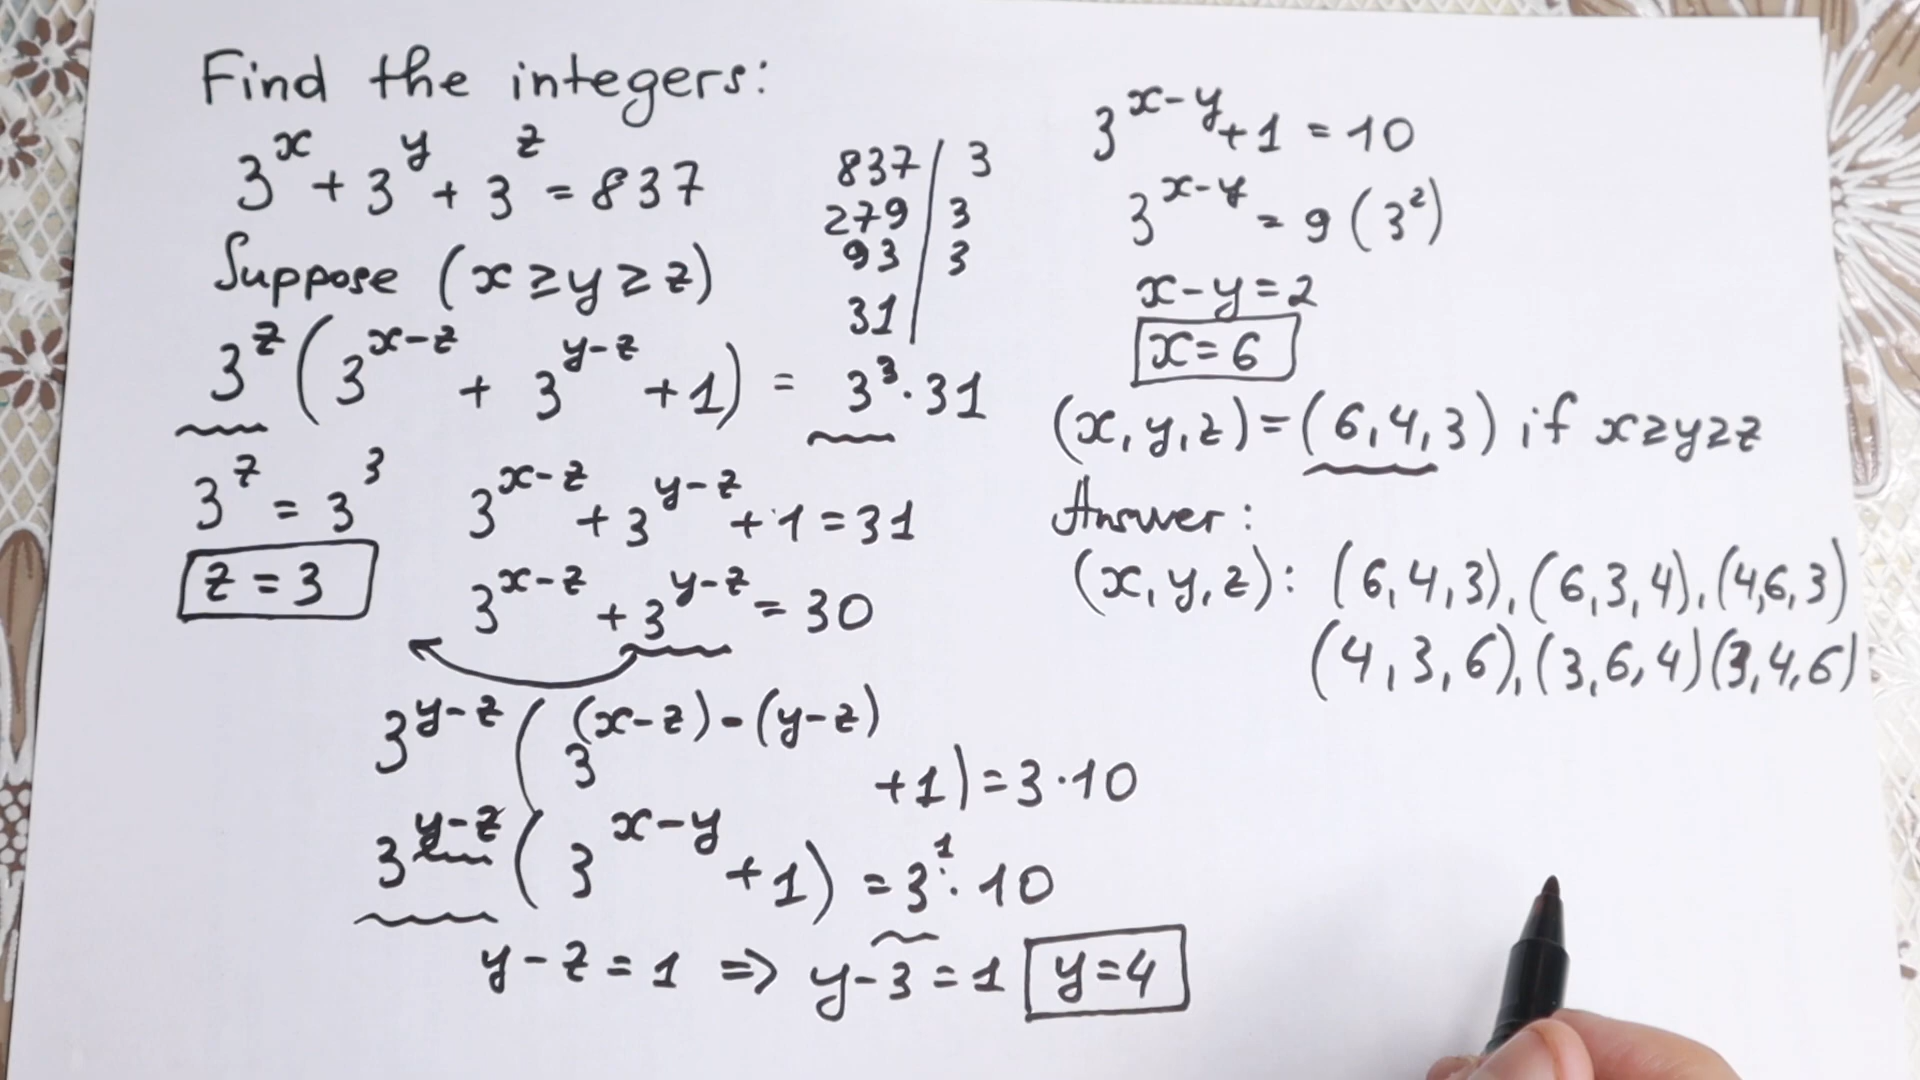 Find the integers:
3^x + 3^y + 3^z = 837
Suppose (x ≥ y ≥ z)
837 | 3
279 | 3
93 | 3
31 |
3^z (3^(x-z) + 3^(y-z) + 1) = 3^3 · 31
3^z = 3^3
z = 3
3^(x-z) + 3^(y-z) + 1 = 31
3^(x-z) + 3^(y-z) = 30
3^(y-z) (3^((x-z)-(y-z)) + 1) = 3 · 10
3^(y-z) (3^(x-y) + 1) = 3^1 · 10
y - z = 1 => y - 3 = 1 y = 4
3^(x-y) + 1 = 10
3^(x-y) = 9 (3^2)
x - y = 2
x = 6
(x, y, z) = (6, 4, 3) if x ≥ y ≥ z
Answer:
(x, y, z): (6, 4, 3), (6, 3, 4), (4, 6, 3)
(4, 3, 6), (3, 6, 4) (3, 4, 6)